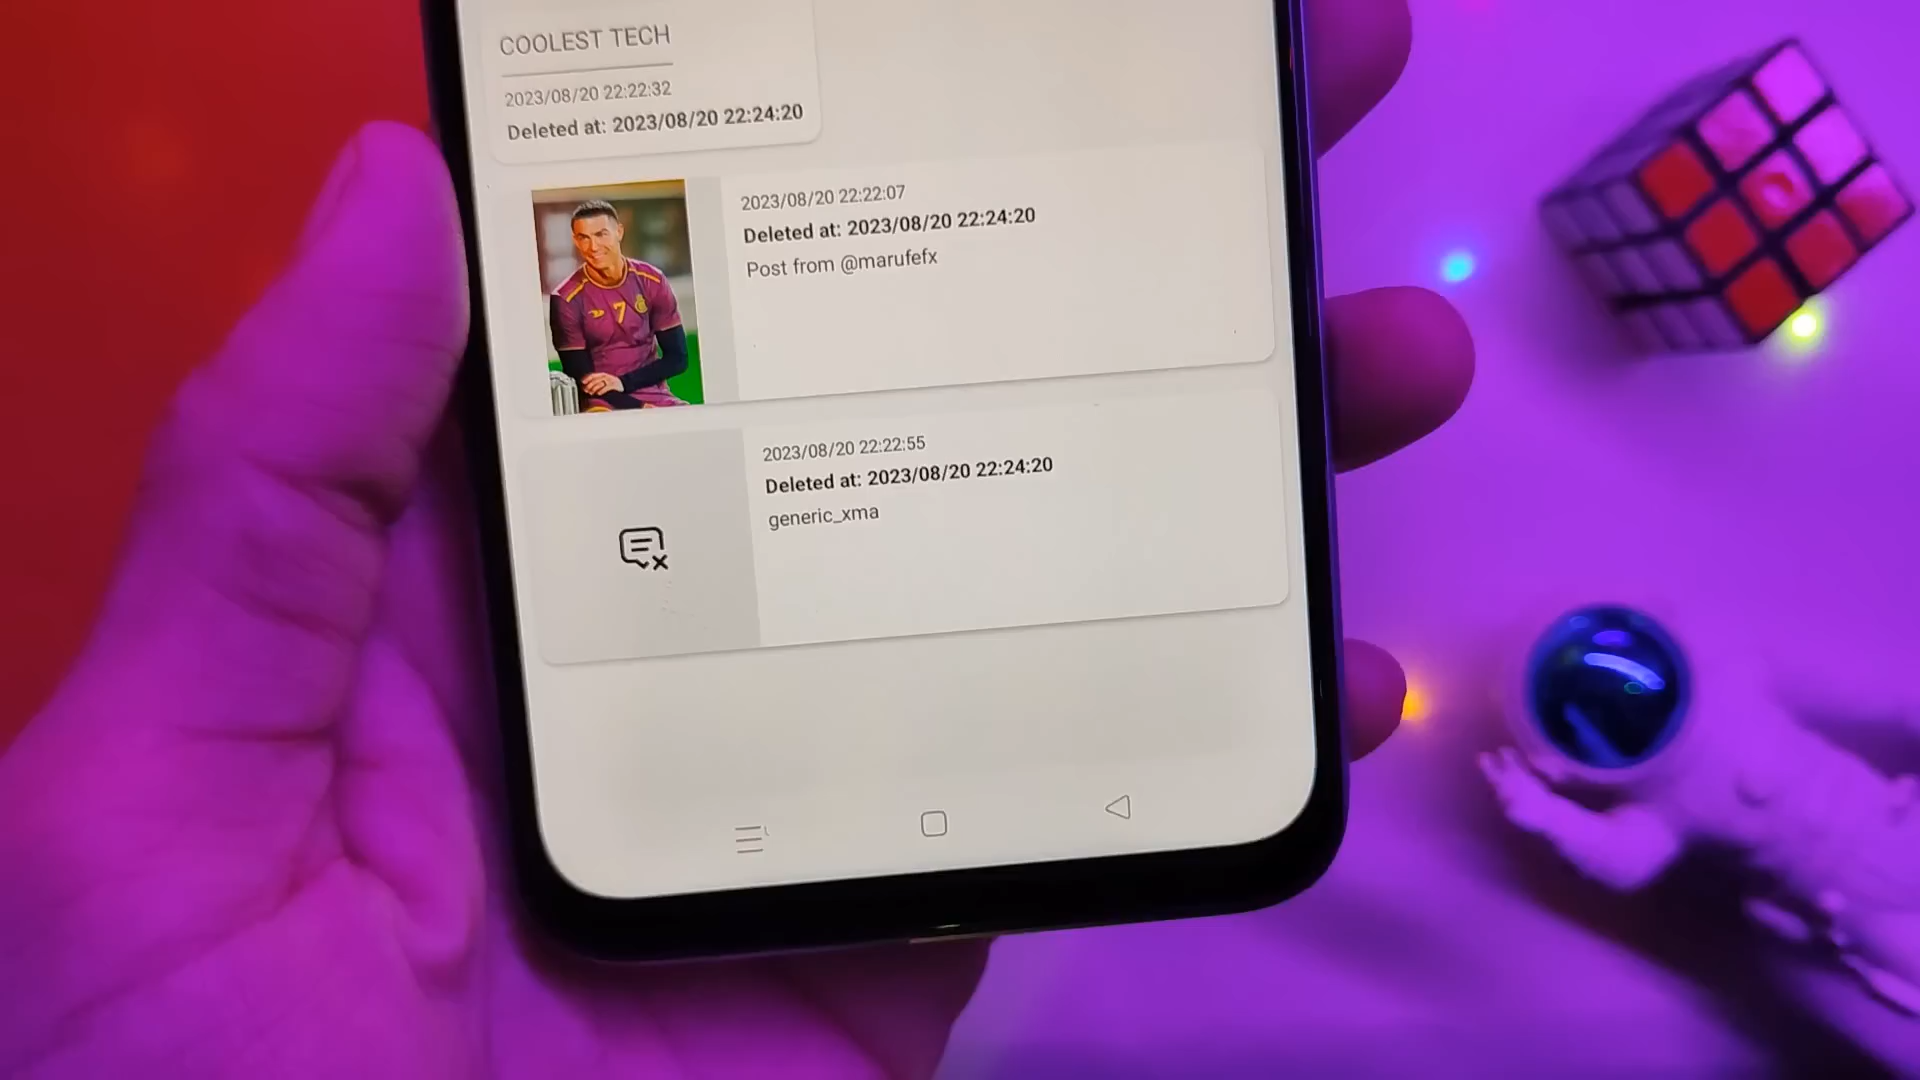 COOLEST TECH
2023/08/20 22:22:32
Deleted at: 2023/08/20 22:24:20
2023/08/20 22:22:07
Deleted at: 2023/08/20 22:24:20
Post from @marufefx
7
2023/08/20 22:22:55
Deleted at: 2023/08/20 22:24:20
generic_xma